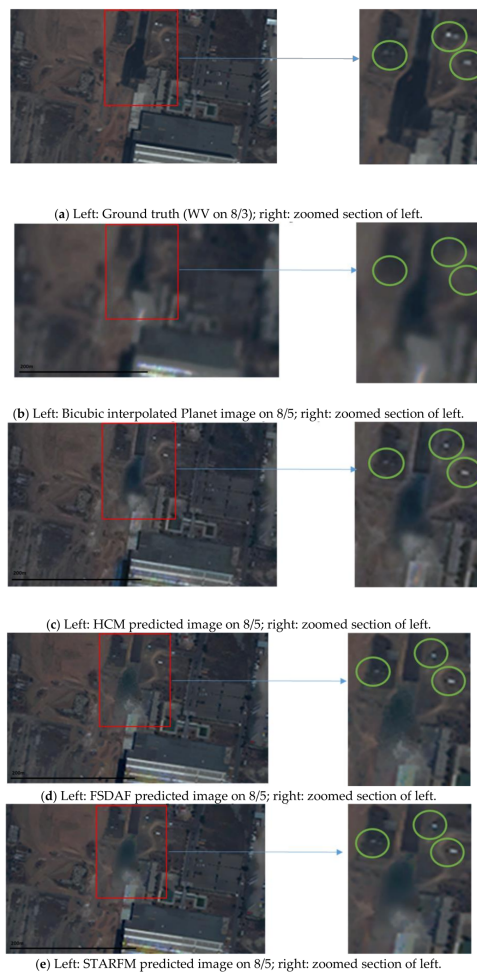 (a) Left: Ground truth (WV on 8/3); right: zoomed section of left.
(b) Left: Bicubic interpolated Planet image on 8/5; right: zoomed section of left.
(c) Left: HCM predicted image on 8/5; right: zoomed section of left.
(d) Left: FSDAF predicted image on 8/5; right: zoomed section of left.
(e) Left: STARFM predicted image on 8/5; right: zoomed section of left.